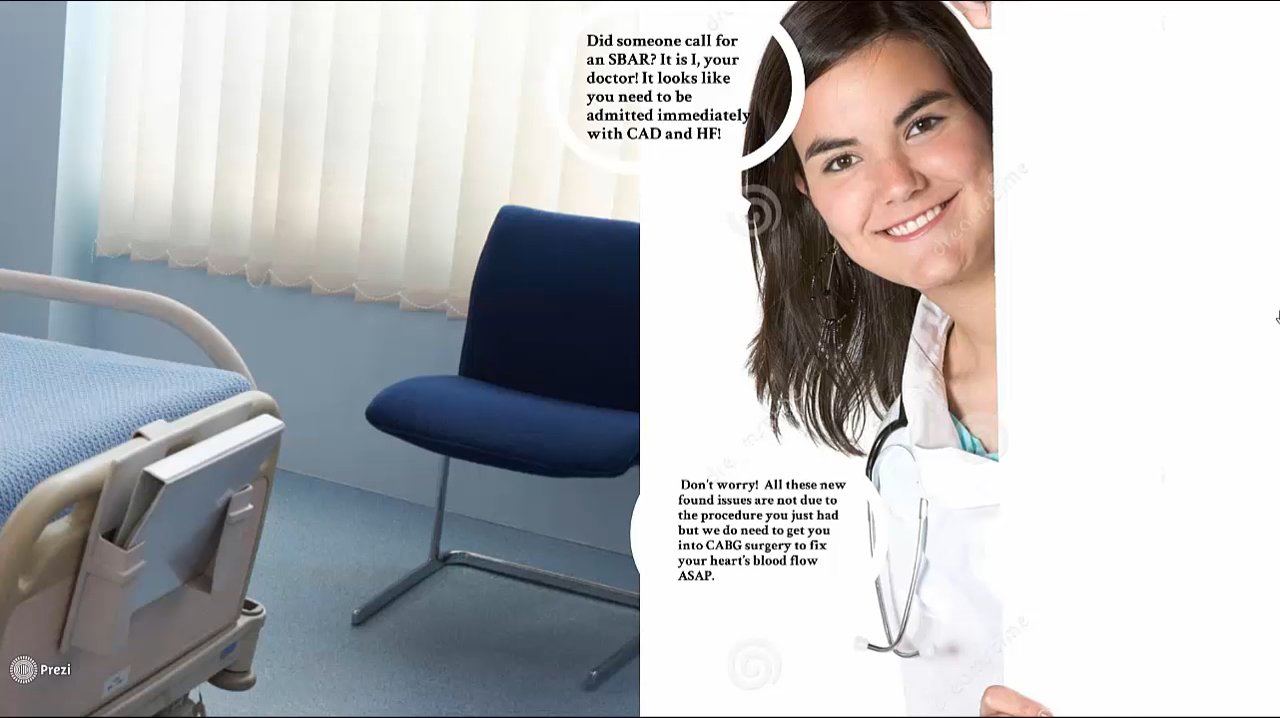 Did someone call for
an SBAR? It is I, your
doctor! It looks like
you need to be
admitted immediately
with CAD and HF!
Don't worry! All these new
found issues are not due to
the procedure you just had
but we do need to get you
into CABG surgery to fix
your heart's blood flow
ASAP.
Prezi